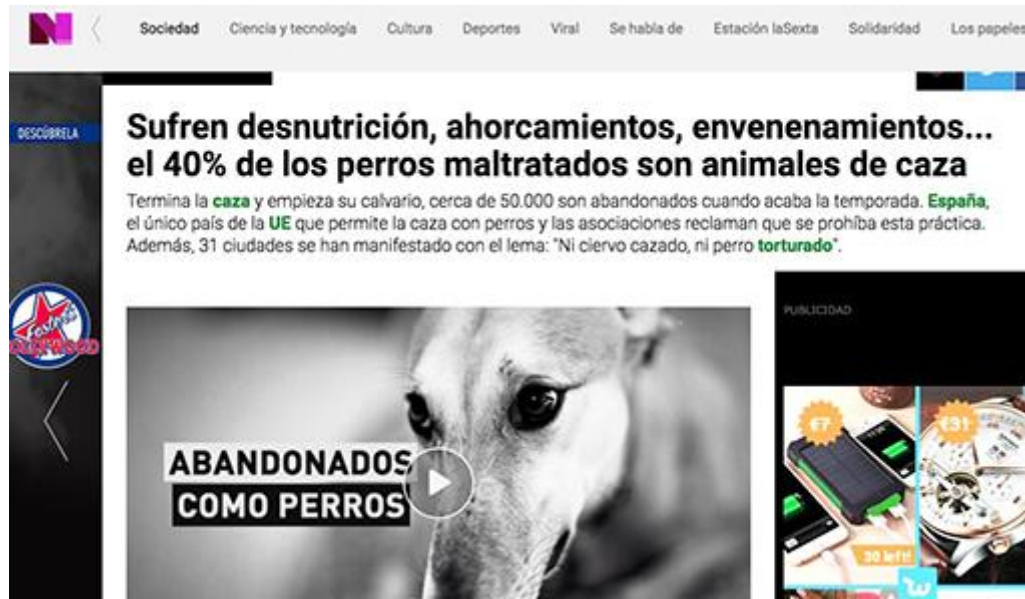 N
Sociedad Ciencia y tecnología Cultura Deportes Viral Se habla de Estación laSexta Solidaridad Los papeles
DESCÚBRELA
Sufren desnutrición, ahorcamientos, envenenamientos...
el 40% de los perros maltratados son animales de caza
Termina la caza y empieza su calvario, cerca de 50.000 son abandonados cuando acaba la temporada. España,
el único país de la UE que permite la caza con perros y las asociaciones reclaman que se prohíba esta práctica.
Además, 31 ciudades se han manifestado con el lema: "Ni ciervo cazado, ni perro torturado".
PUBLICIDAD
ABANDONADOS
COMO PERROS
€7
€31
30 left!